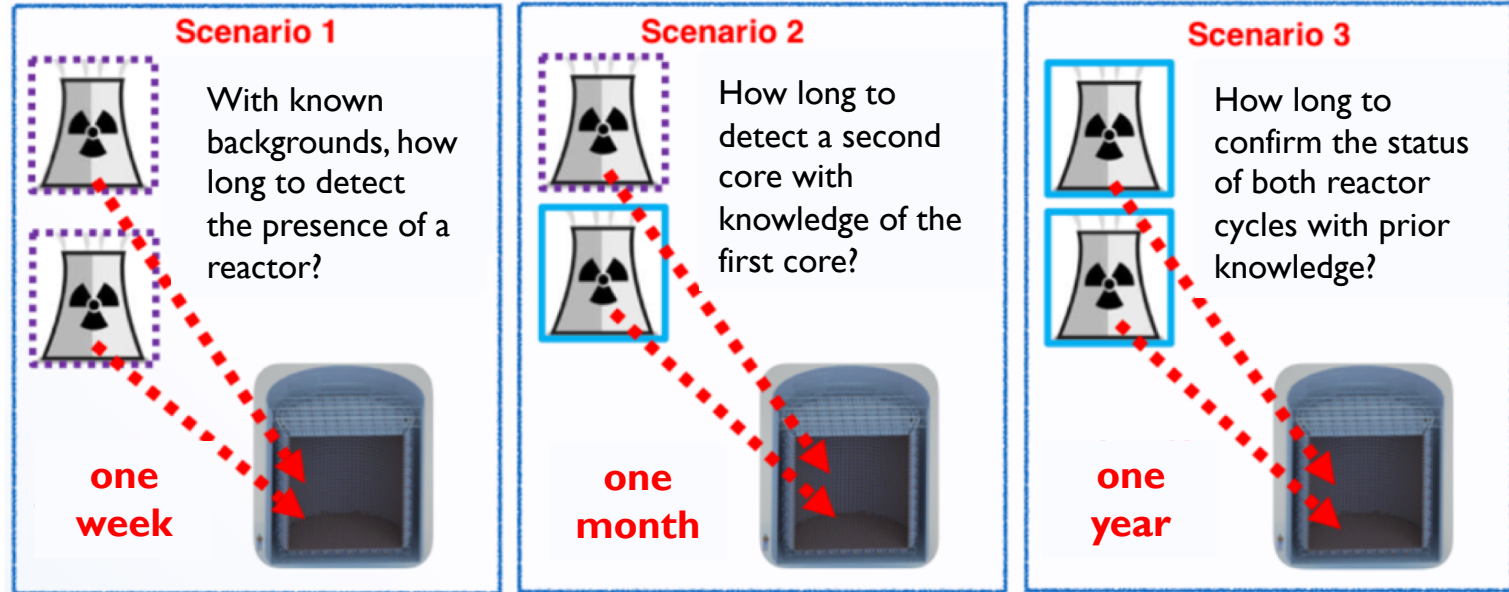 Scenario 1
With known
backgrounds, how
long to detect
the presence of a
reactor?
one
week
Scenario 2
How long to
detect a second
core with
knowledge of the
first core?
one
month
Scenario 3
How long to
confirm the status
of both reactor
cycles with prior
knowledge?
one
year